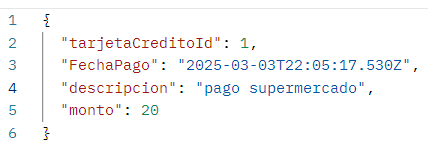 1 {
2 "tarjetaCreditoId": 1,
3 "FechaPago": "2025-03-03T22:05:17.530Z",
4 "descripcion": "pago supermercado",
5 "monto": 20
6 }